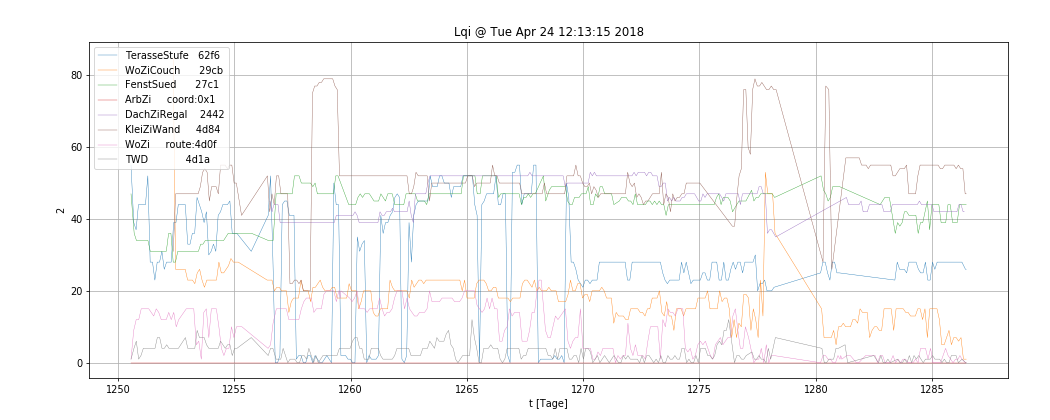 Lqi @ Tue Apr 24 12:13:15 2018
TerasseStufe 62f6
WoZiCouch 29cb
FenstSued 27c1
ArbZi coord:0x1
DachZiRegal 2442
KleiZiWand 4d84
WoZi route:4d0f
TWD 4d1a
80
60
40
20
0
2
1250 1255 1260 1265 1270 1275 1280 1285
t [Tage]